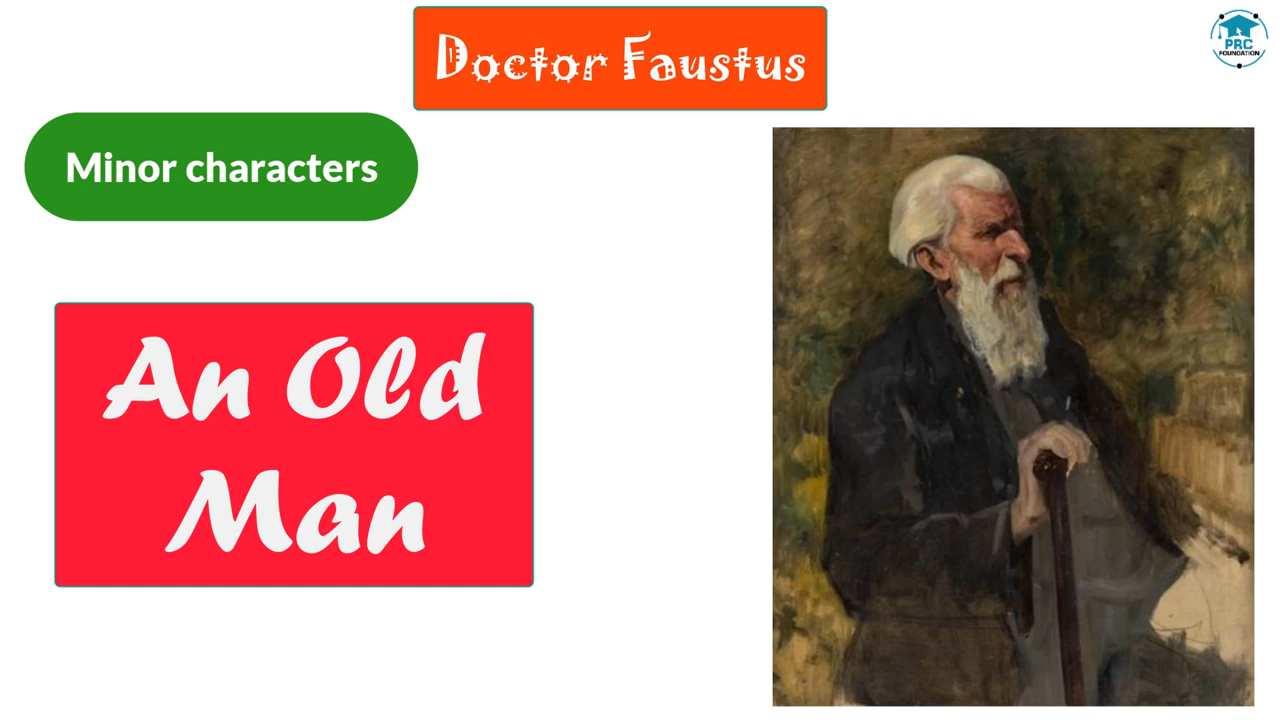 Doctor Faustus
PRC
FOUNDATION
Minor characters
An Old
Man